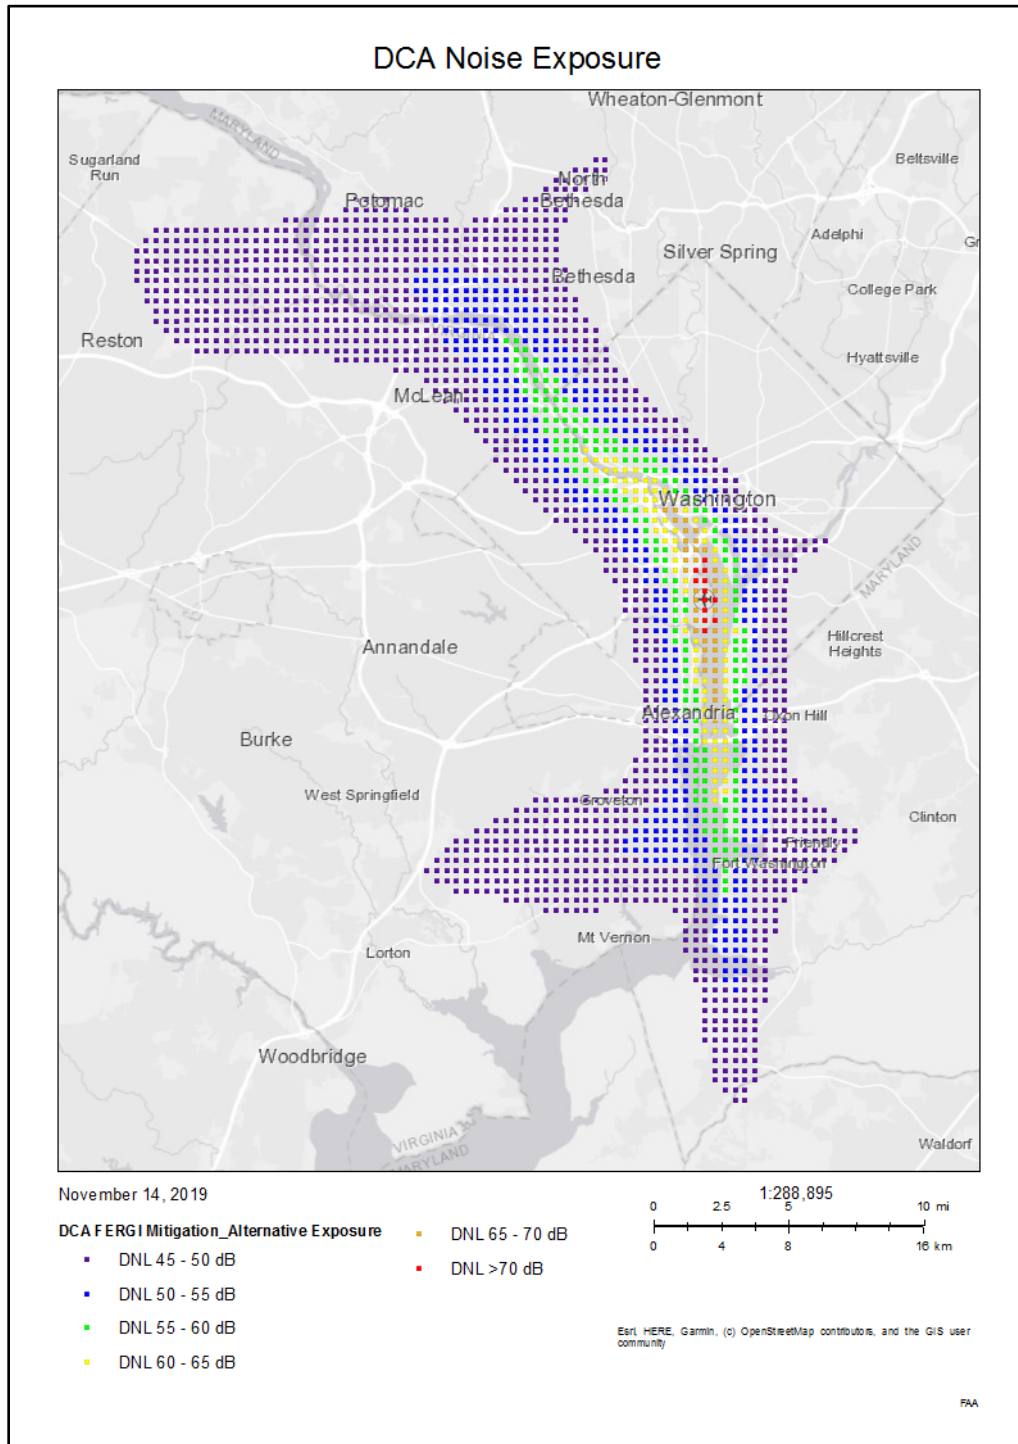 DCA Noise Exposure
Wheaton-Glenmont
MARYLAND
Sugarland
Run
Beltsville
North
Bethesda
Potomac
Adelphi
Silver Spring
Gr
Bethesda
College Park
Reston
Hyattsville
McLean
Washington
MARYLAND
Annandale
Hillcrest
Heights
Alexandria
Oxon Hill
Burke
West Springfield
Groveton
Clinton
Friendly
Fort Washington
Mt Vernon
Lorton
Woodbridge
VIRGINIA
MARYLAND
Waldorf
November 14, 2019
1:288,895
0 2.5 5 10 mi
0 4 8 16 km
DCA FERGI Mitigation_Alternative Exposure
DNL 45 - 50 dB
DNL 50 - 55 dB
DNL 55 - 60 dB
DNL 60 - 65 dB
DNL 65 - 70 dB
DNL >70 dB
Esri, HERE, Garmin, (c) OpenStreetMap contributors, and the GIS user
community
FAA